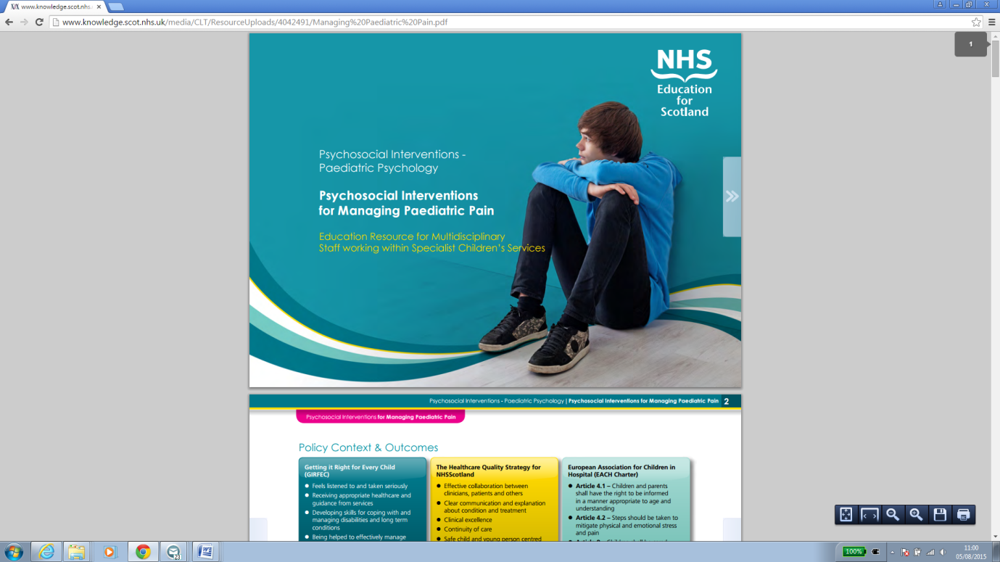 www.knowledge.scot.nhs.
www.knowledge.scot.nhs.uk/media/CLT/ResourceUploads/4042491/Managing%20Paediatric%20Pain.pdf
1
NHS
Education
for
Scotland
Psychosocial Interventions -
Paediatric Psychology
Psychosocial Interventions
for Managing Paediatric Pain
Education Resource for Multidisciplinary
Staff working within Specialist Children's Services
Psychosocial Interventions - Paediatric Psychology | Psychosocial Interventions for Managing Paediatric Pain 2
Psychosocial Interventions for Managing Paediatric Pain
Policy Context & Outcomes
Getting it Right for Every Child
(GIRFEC)
● Feels listened to and taken seriously
● Receiving appropriate healthcare and
guidance from services
● Developing skills for coping with and
managing disabilities and long term
conditions
● Being helped to effectively manage
The Healthcare Quality Strategy for
NHSScotland
● Effective collaboration between
clinicians, patients and others
● Clear communication and explanation
about condition and treatment
● Clinical excellence
● Continuity of care
● Safe child and young person centred
European Association for Children in
Hospital (EACH Charter)
● Article 4.1 – Children and parents
shall have the right to be informed
in a manner appropriate to age and
understanding
● Article 4.2 – Steps should be taken to
mitigate physical and emotional stress
and pain
23
100%
11:00
05/08/2015